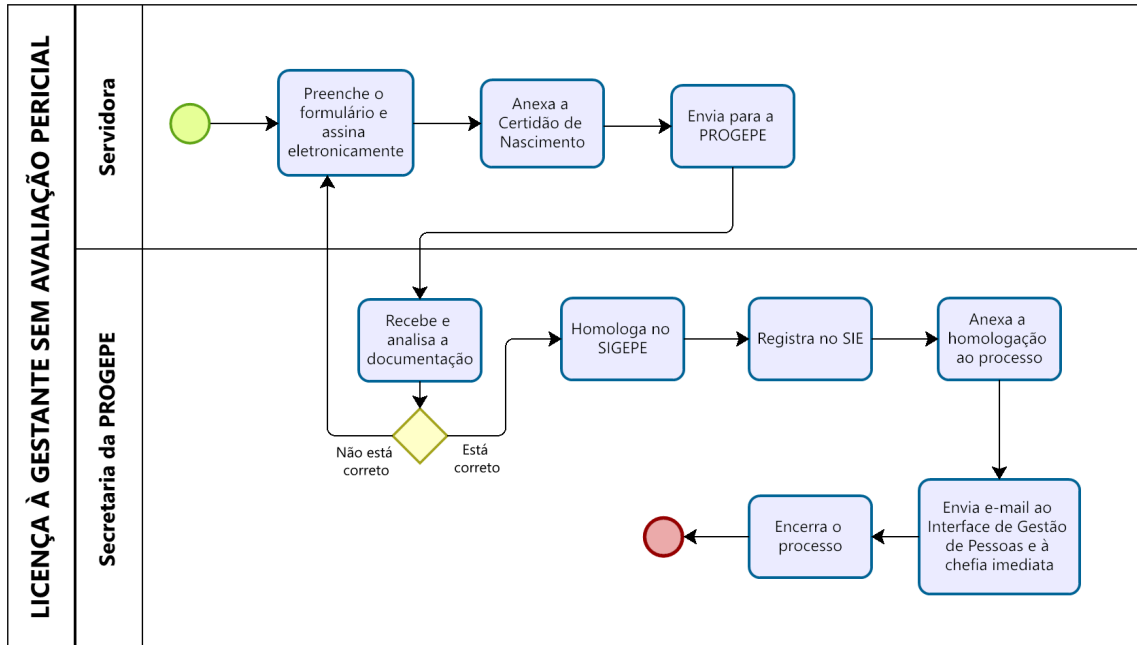 LICENÇA À GESTANTE SEM AVALIAÇÃO PERICIAL
Servidora
Preenche o
formulário e
assina
eletronicamente
Anexa a
Certidão de
Nascimento
Envia para a
PROGEPE
Secretaria da PROGEPE
Recebe e
analisa a
documentação
Não está
correto
Está
correto
Homologa no
SIGEPE
Registra no SIE
Anexa a
homologação
ao processo
Envia e-mail ao
Interface de Gestão
de Pessoas e à
chefia imediata
Encerra o
processo